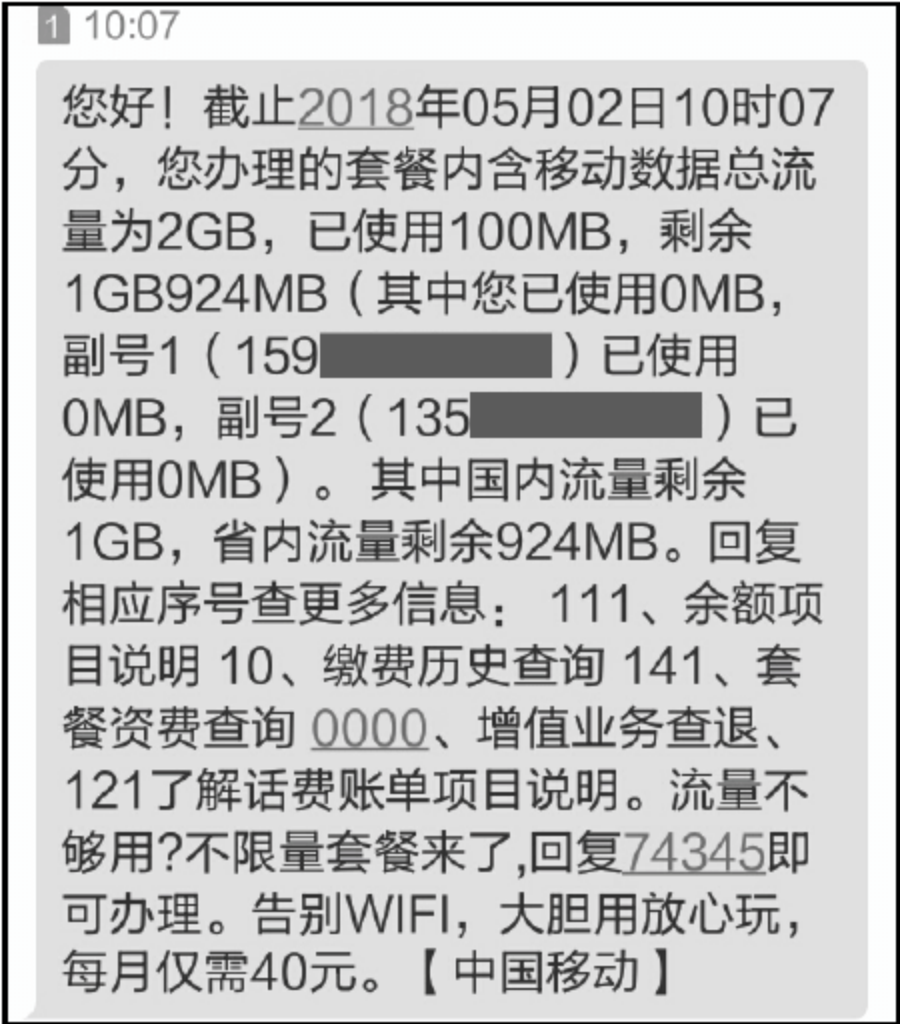 1 10:07
您好！截止2018年05月02日10时07
分，您办理的套餐内含移动数据总流
量为2GB，已使用100MB，剩余
1GB924MB（其中您已使用0MB，
副号1（159）已使用
0MB，副号2（135）已
使用0MB）。 其中国内流量剩余
1GB，省内流量剩余924MB。回复
相应序号查更多信息： 111、余额项
目说明 10、缴费历史查询 141、套
餐资费查询 0000、增值业务查退、
121了解话费账单项目说明。流量不
够用?不限量套餐来了,回复74345即
可办理。告别WIFI，大胆用放心玩，
每月仅需40元。【中国移动】